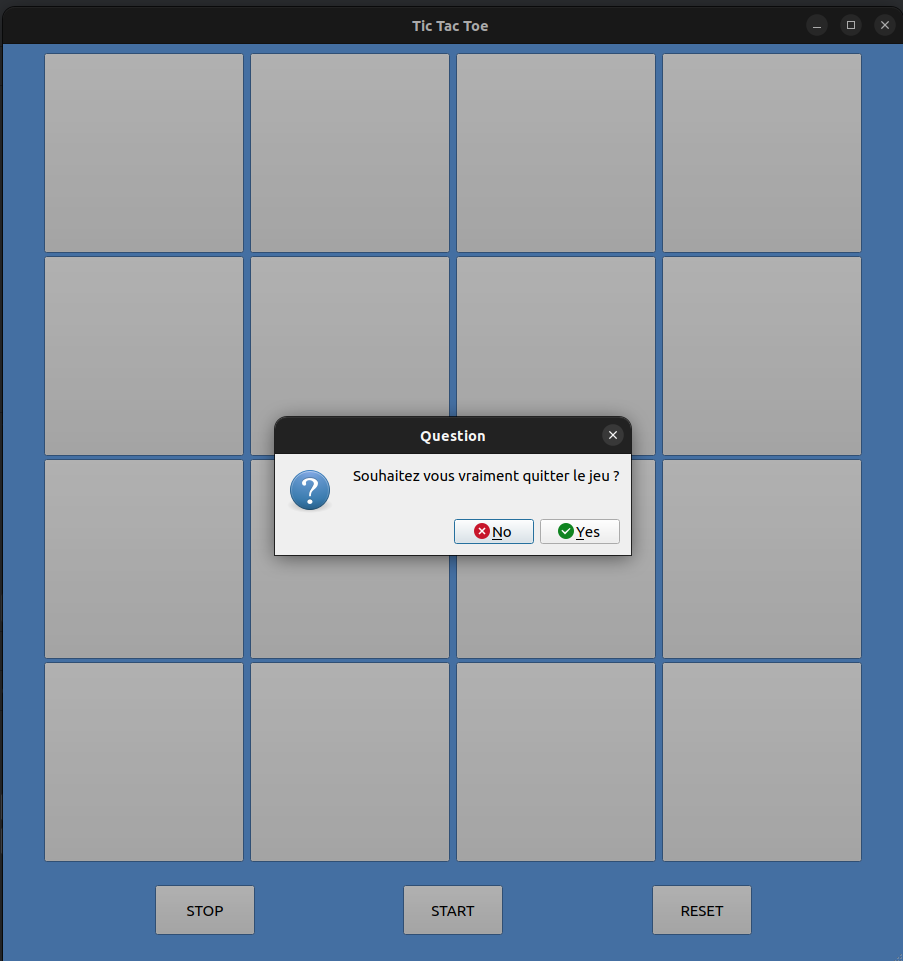 Tic Tac Toe
Question
Souhaitez vous vraiment quitter le jeu ?
No
Yes
STOP
START
RESET